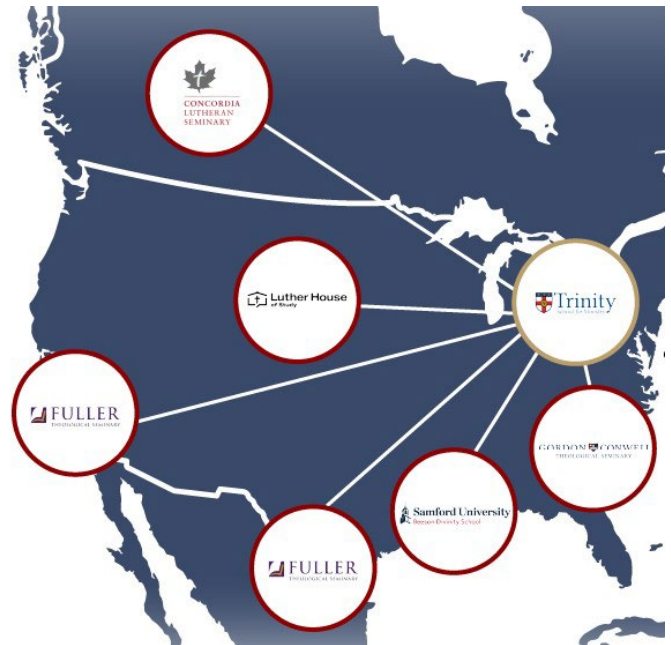 CONCORDIA
LUTHERAN
SEMINARY
Luther House
of Study
Trinity
School for Ministry
FULLER
THEOLOGICAL SEMINARY
GORDON CONWELL
THEOLOGICAL SEMINARY
Samford University
Beeson Divinity School
FULLER
THEOLOGICAL SEMINARY